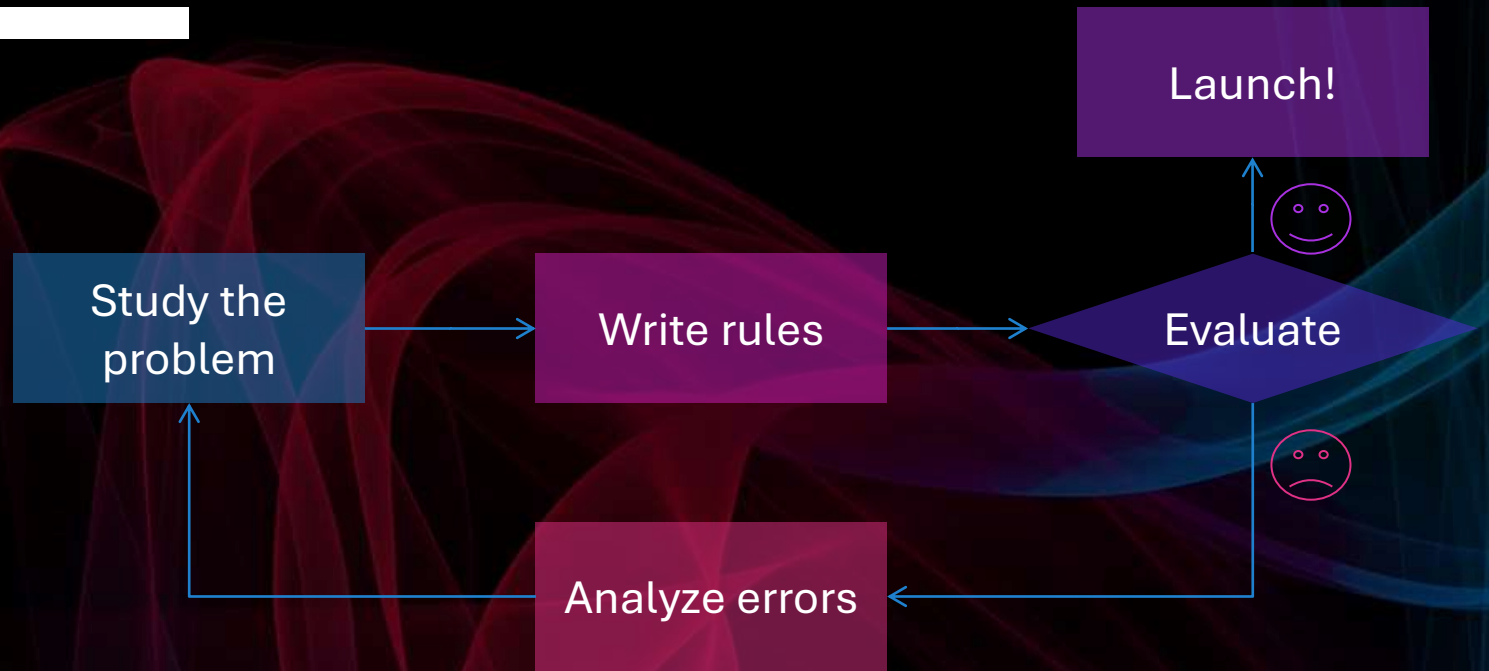 Launch!
Study the
problem
Write rules
Evaluate
Analyze errors